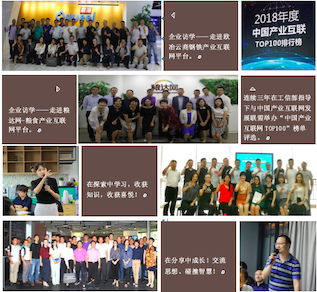 2018年度
中国产业互联
TOP100排行榜
企业访学——走进欧
冶云商钢铁产业互联
网平台。
粮达网
企业访学——走进粮
达网-粮食产业互联
网平台。
连续三年在工信部指导
下与中国产业互联网发
展联盟举办“中国产业
互联网 TOP100”榜单
评选。
在探索中学习，收获
知识，收获喜悦！
在分享中成长！交流
思想、碰撞智慧！